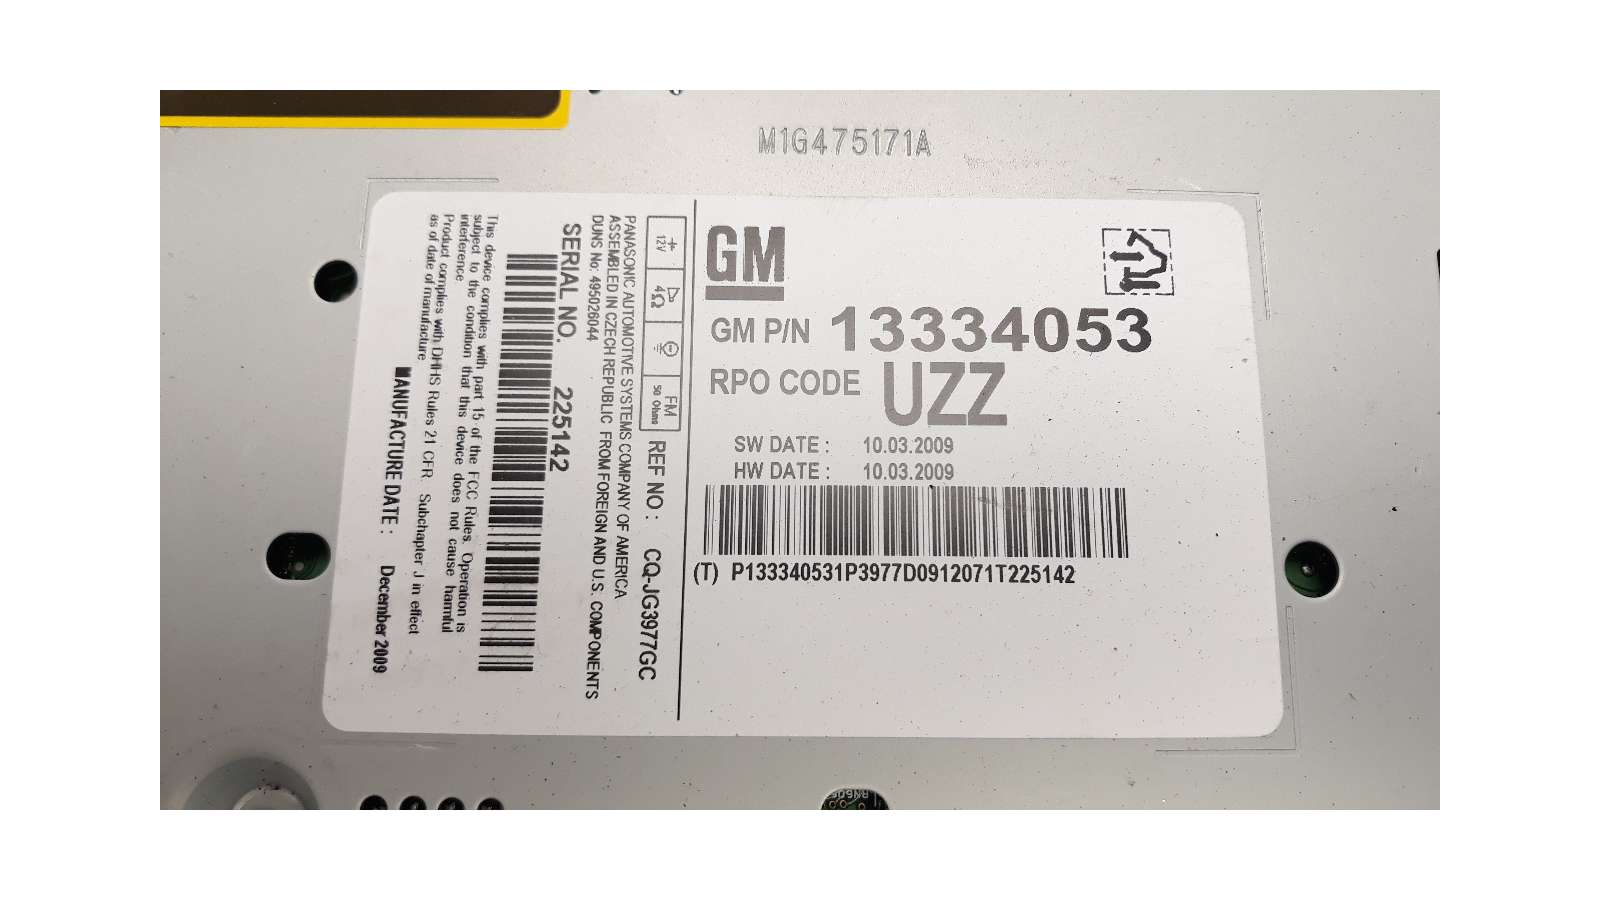 M1G475171A
GM
GM P/N 13334053
RPO CODE UZZ
SW DATE : 10.03.2009
HW DATE : 10.03.2009
(T) P133340531P3977D0912071T225142
12V
4Ω
FM
50 Ohms
REF NO : CQ-JG3977GC
PANASONIC AUTOMOTIVE SYSTEMS COMPANY OF AMERICA
ASSEMBLED IN CZECH REPUBLIC FROM FOREIGN AND U.S. COMPONENTS
DUNS No: 495026044
SERIAL NO. 225142
This device complies with part 15 of the FCC Rules. Operation is
subject to the condition that this device does not cause harmful
interference
Product complies with DHHS Rules 21 CFR. Subchapter J in effect
as of date of manufacture
MANUFACTURE DATE : December 2009